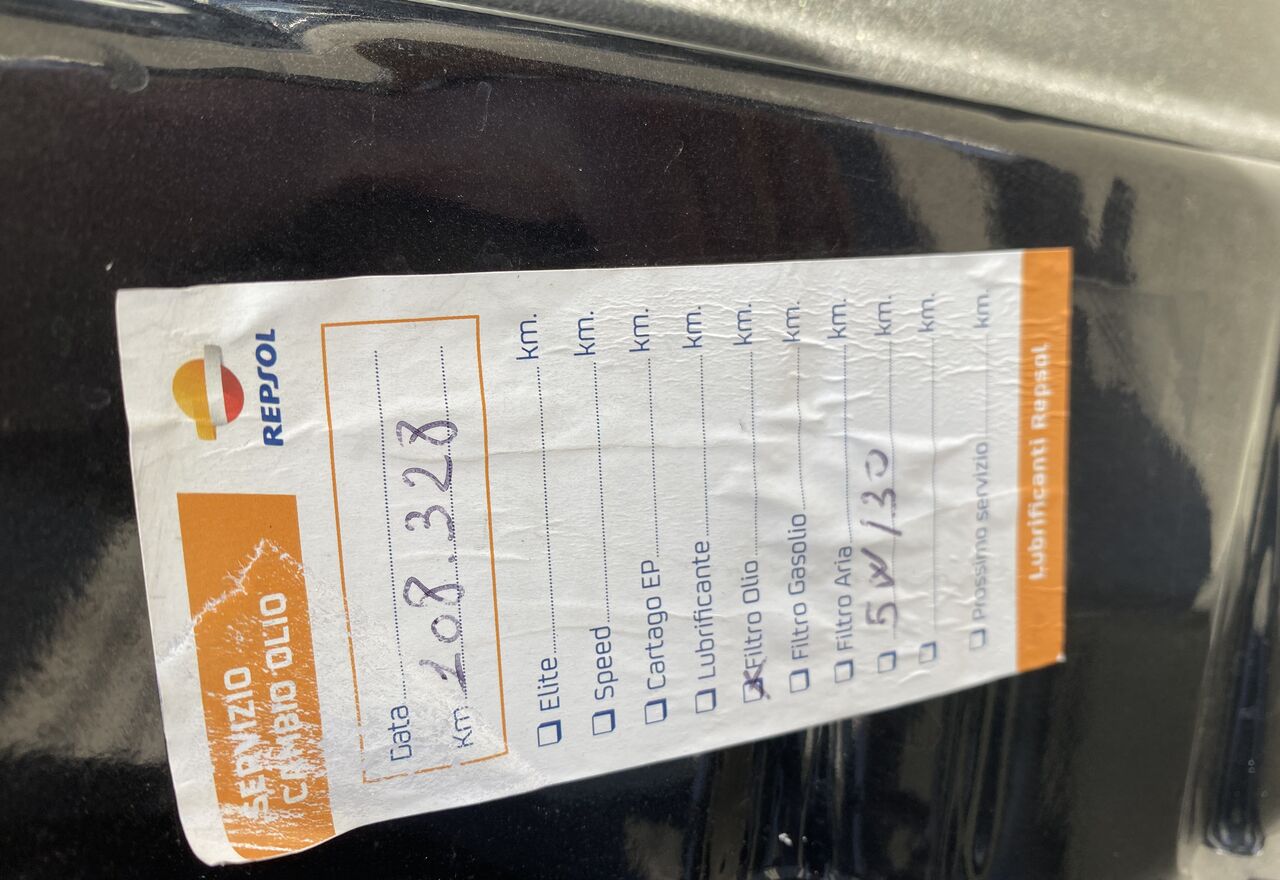 SERVIZIO
CAMBIO OLIO
REPSOL
Data
Km 208.328
Elite km.
Speed km.
Cartago EP km.
Lubrificante km.
Filtro Olio km.
Filtro Gasolio km.
Filtro Aria km.
5W/30 km.
km.
Prossimo servizio km.
Lubrificanti Repsol